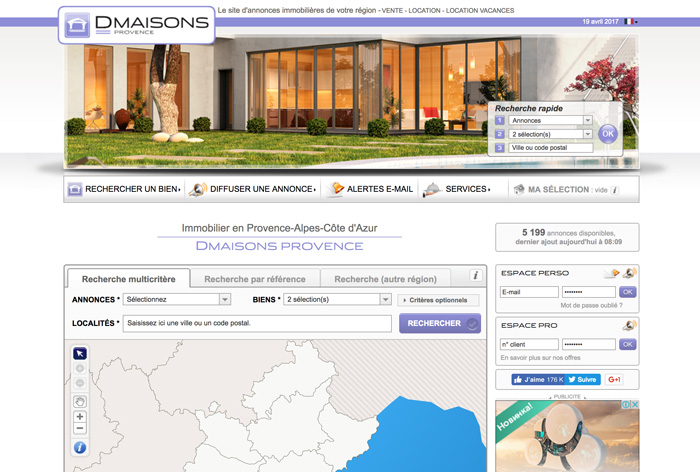 Le site d'annonces immobilières de votre région - VENTE - LOCATION - LOCATION VACANCES
DMAISONS
PROVENCE
19 avril 2017
Recherche rapide
1 Annonces
2 2 sélection(s) OK
3 Ville ou code postal
RECHERCHER UN BIEN
DIFFUSER UNE ANNONCE
ALERTES E-MAIL
SERVICES
MA SÉLECTION : vide i
Immobilier en Provence-Alpes-Côte d'Azur
DMAISONS PROVENCE
5 199 annonces disponibles,
dernier ajout aujourd'hui à 08:09
Recherche multicritère
Recherche par référence
Recherche (autre région)
i
ANNONCES * Sélectionnez
BIENS * 2 sélection(s)
Critères optionnels
LOCALITÉS * Saisissez ici une ville ou un code postal.
RECHERCHER
ESPACE PERSO
E-mail •••••••• OK
Mot de passe oublié ?
ESPACE PRO
n° client •••••••• OK
En savoir plus sur nos offres
J'aime 176 K
Suivre
G+1
PUBLICITE
Новинка!
i